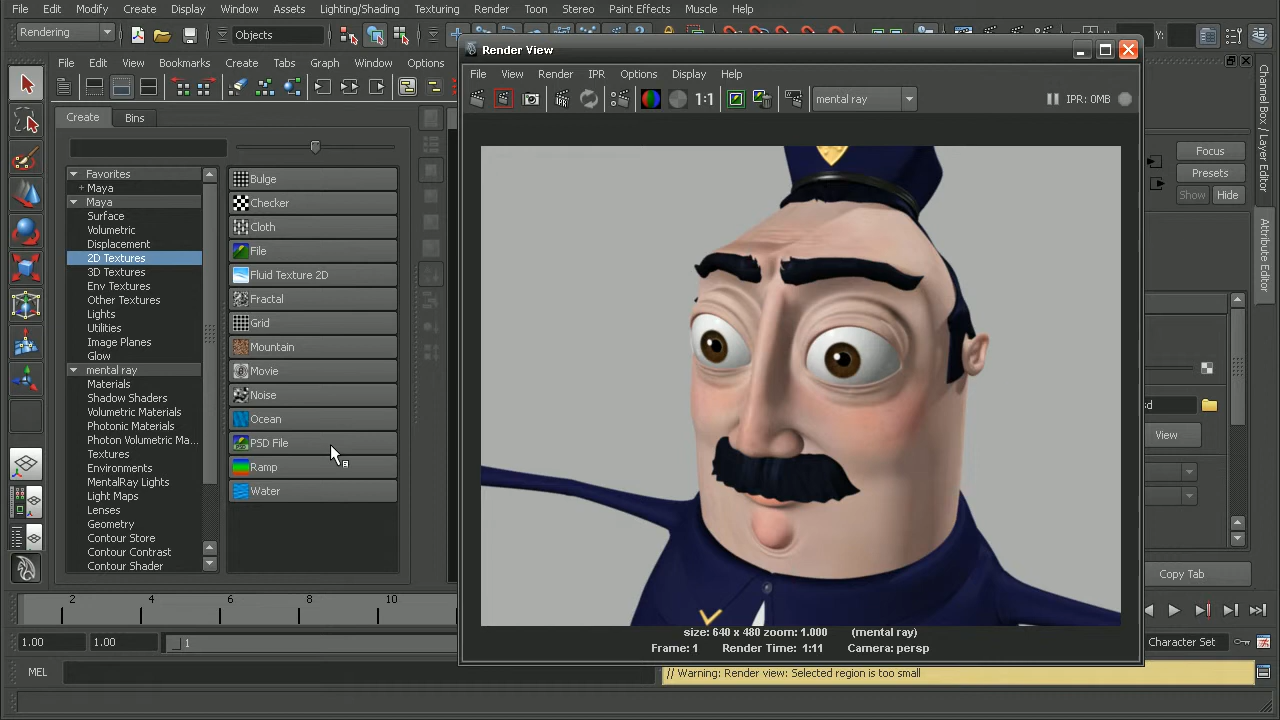 File Edit Modify Create Display Window Assets Lighting/Shading Texturing Render Toon Stereo Paint Effects Muscle Help
Rendering
Objects
Y:
File Edit View Bookmarks Create Tabs Graph Window Options
Create Bins
Favorites
+ Maya
Maya
Surface
Volumetric
Displacement
2D Textures
3D Textures
Env Textures
Other Textures
Lights
Utilities
Image Planes
Glow
mental ray
Materials
Shadow Shaders
Volumetric Materials
Photonic Materials
Photon Volumetric Ma...
Textures
Environments
MentalRay Lights
Light Maps
Lenses
Geometry
Contour Store
Contour Contrast
Contour Shader
Bulge
Checker
Cloth
File
Fluid Texture 2D
Fractal
Grid
Mountain
Movie
Noise
Ocean
PSD File
Ramp
Water
Render View
File View Render IPR Options Display Help
1:1
mental ray
IPR: 0MB
size: 640 x 480 zoom: 1.000 (mental ray)
Frame: 1 Render Time: 1:11 Camera: persp
Focus
Presets
Show Hide
sd
View
Copy Tab
Channel Box / Layer Editor
Attribute Editor
2 4 6 8 10
1.00 1.00 1
Character Set
MEL
// Warning: Render view: Selected region is too small